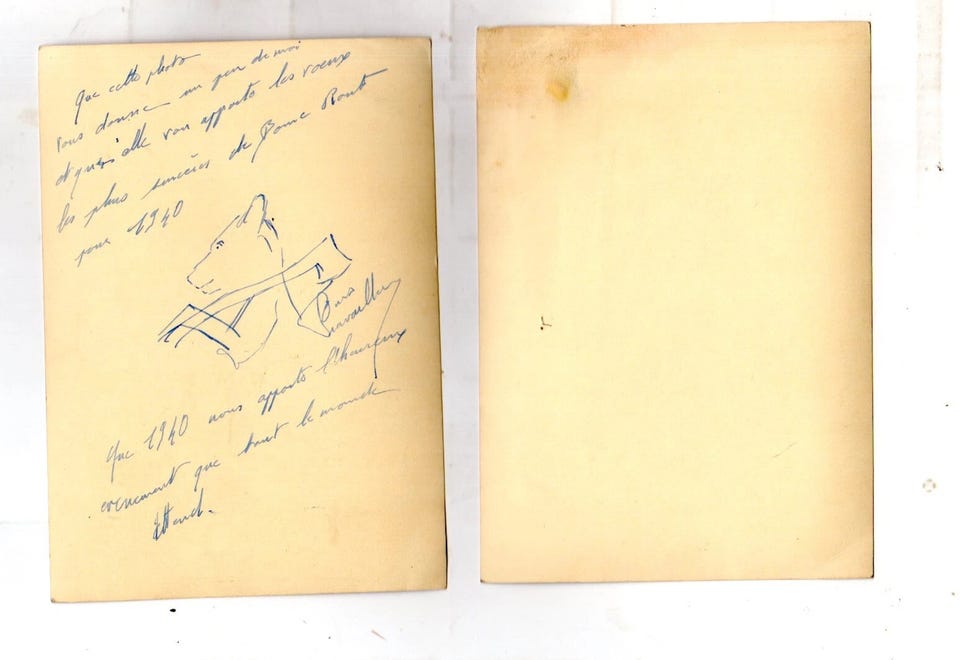 Que cette photo
vous donne un peu de moi
et qu'elle vous apporte les voeux
les plus sincères de Bonne
pour 1940
Travailler
Que 1940 nous apporte l'heureux
evenement que tout le monde
attend.